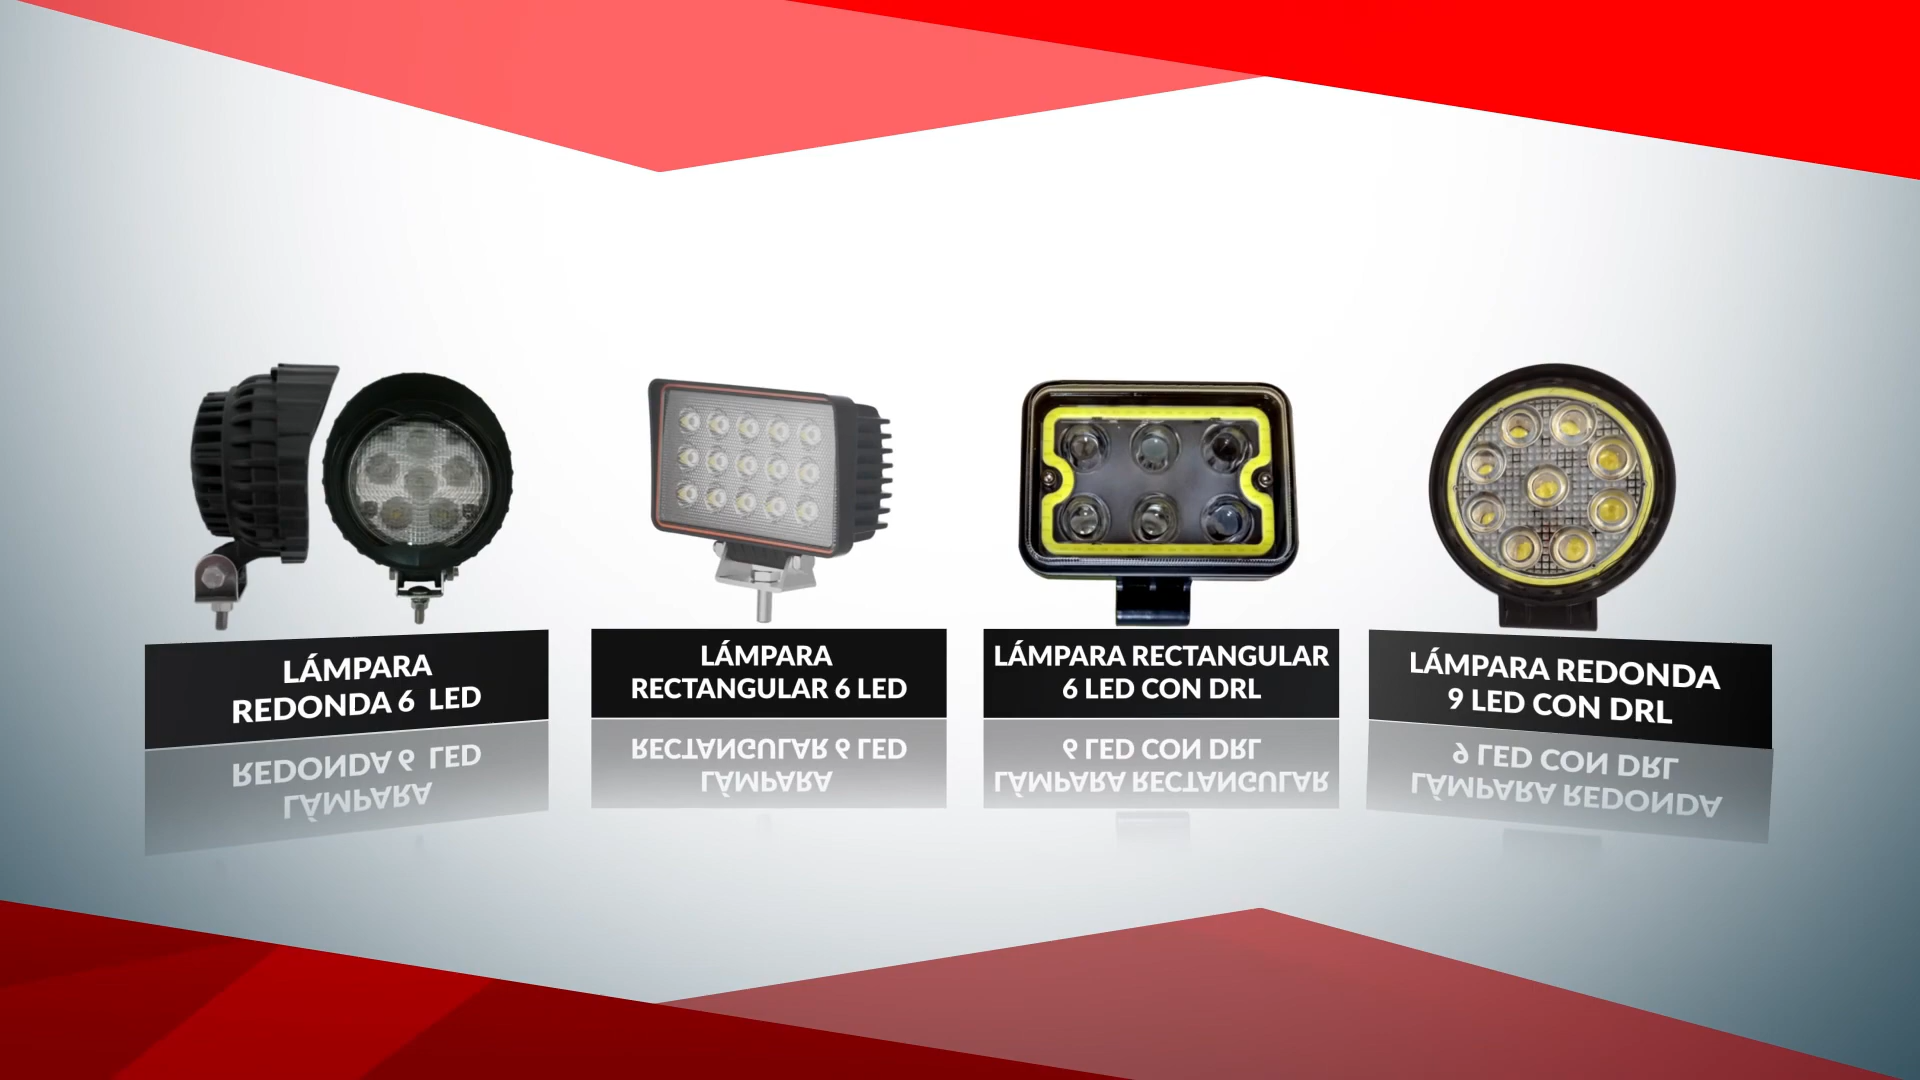 LÁMPARA
REDONDA 6 LED
LÁMPARA
RECTANGULAR 6 LED
LÁMPARA RECTANGULAR
6 LED CON DRL
LÁMPARA REDONDA
9 LED CON DRL